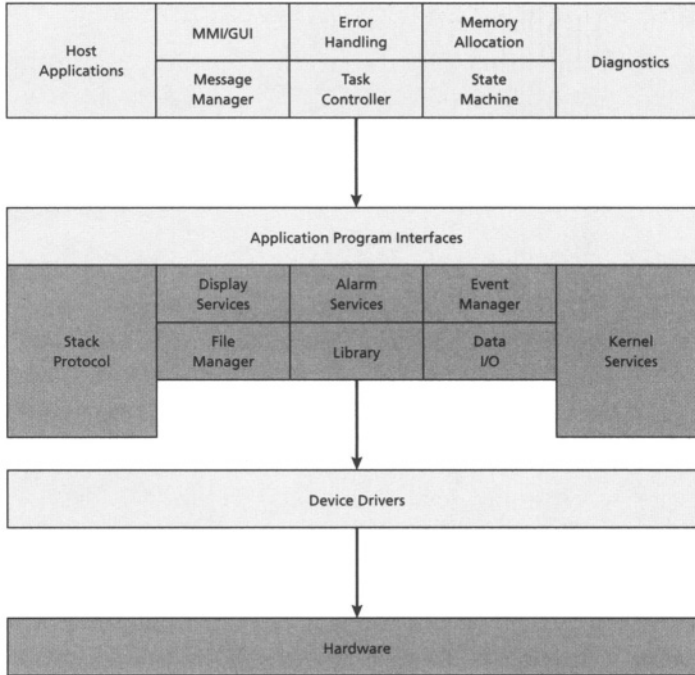 Host
Applications
MMI/GUI
Error
Handling
Memory
Allocation
Diagnostics
Message
Manager
Task
Controller
State
Machine
Application Program Interfaces
Stack
Protocol
Display
Services
Alarm
Services
Event
Manager
Kernel
Services
File
Manager
Library
Data
I/O
Device Drivers
Hardware